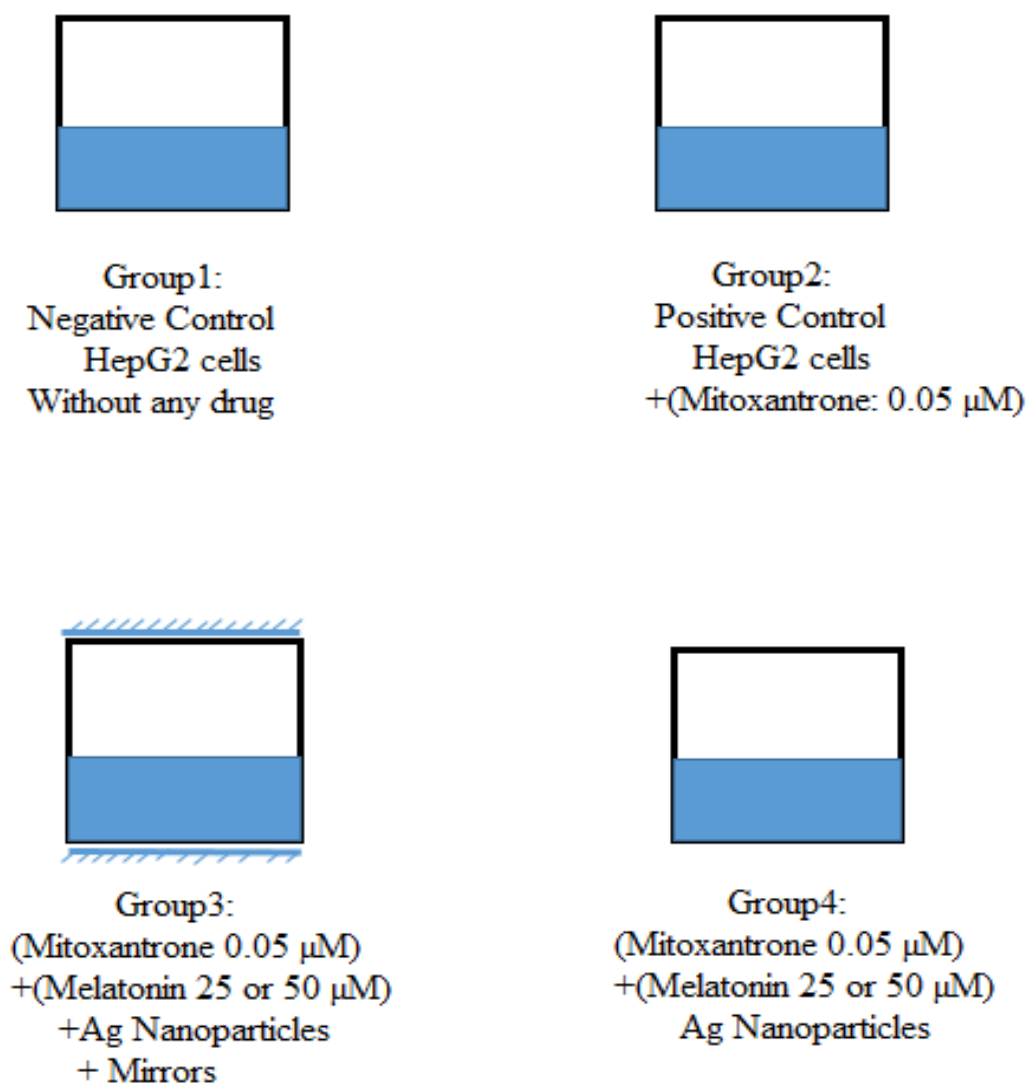 Group1:
Negative Control
HepG2 cells
Without any drug
Group2:
Positive Control
HepG2 cells
+(Mitoxantrone: 0.05 μM)
Group3:
(Mitoxantrone 0.05 μM)
+(Melatonin 25 or 50 μM)
+Ag Nanoparticles
+ Mirrors
Group4:
(Mitoxantrone 0.05 μM)
+(Melatonin 25 or 50 μM)
Ag Nanoparticles